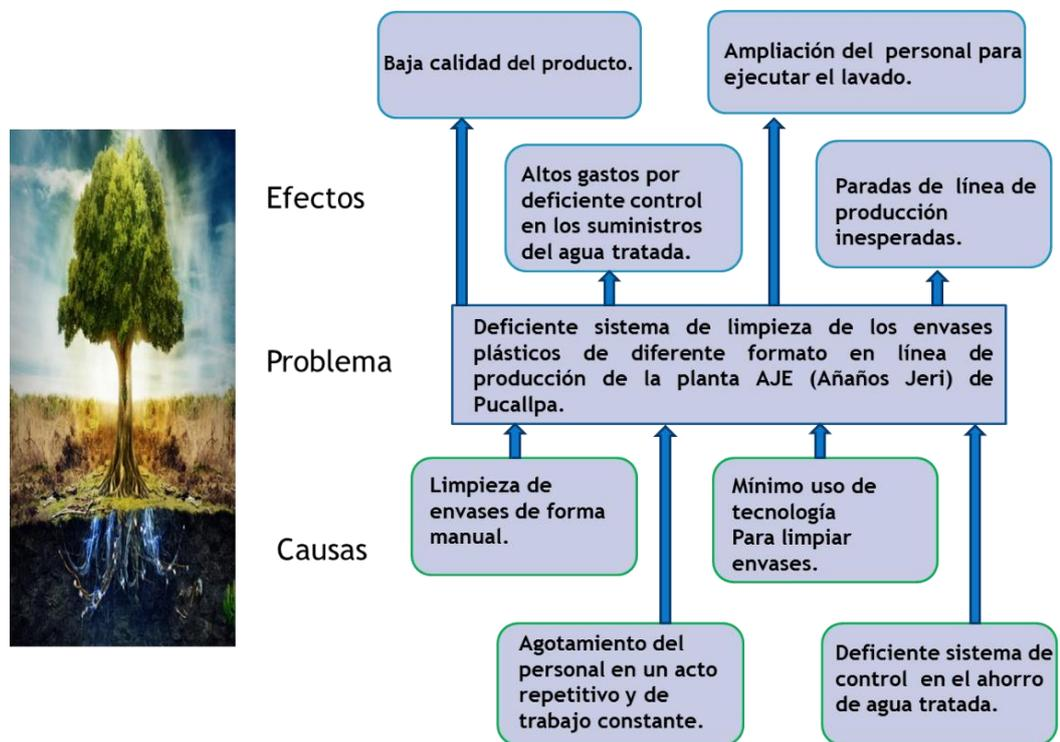 Baja calidad del producto.
Ampliación del personal para
ejecutar el lavado.
Efectos
Altos gastos por
deficiente control
en los suministros
del agua tratada.
Paradas de línea de
producción
inesperadas.
Problema
Deficiente sistema de limpieza de los envases
plásticos de diferente formato en línea de
producción de la planta AJE (Añaños Jeri) de
Pucallpa.
Causas
Limpieza de
envases de forma
manual.
Mínimo uso de
tecnología
Para limpiar
envases.
Agotamiento del
personal en un acto
repetitivo y de
trabajo constante.
Deficiente sistema de
control en el ahorro
de agua tratada.